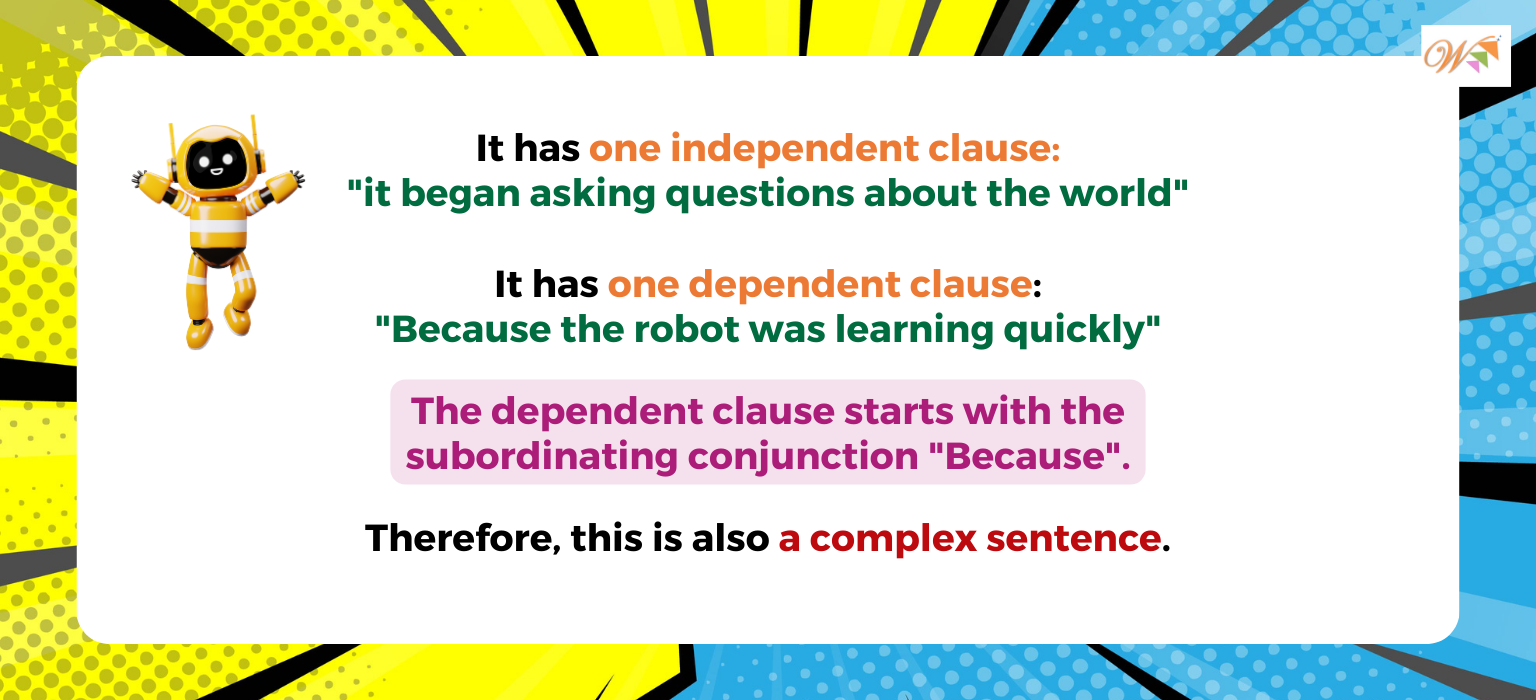 W
It has one independent clause:
"it began asking questions about the world"
It has one dependent clause:
"Because the robot was learning quickly"
The dependent clause starts with the
subordinating conjunction "Because".
Therefore, this is also a complex sentence.